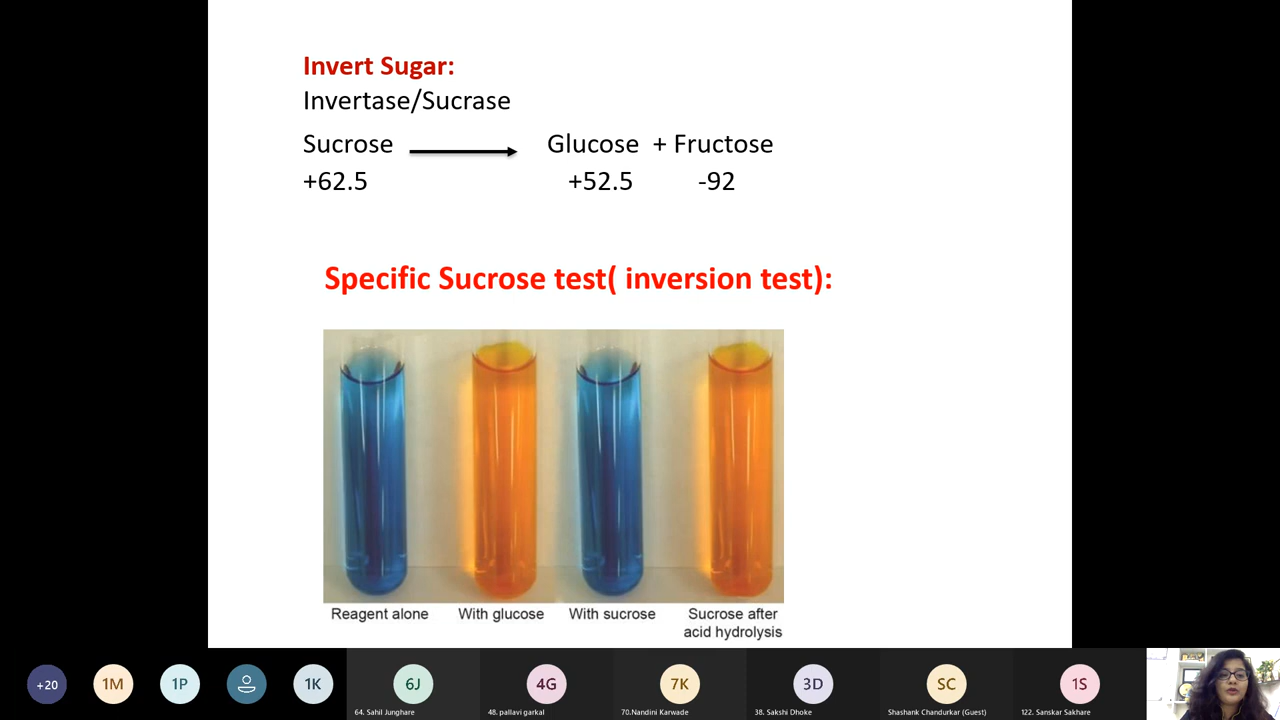 Invert Sugar:
Invertase/Sucrase
Sucrose Glucose + Fructose
+62.5 +52.5 -92
Specific Sucrose test( inversion test):
Reagent alone With glucose With sucrose Sucrose after
acid hydrolysis
+20 1M 1P 1K 6J 4G 7K 3D SC 1S
64. Sahil Junghare 48. pallavi garkal 70.Nandini Karwade 38. Sakshi Dhoke Shashank Chandurkar (Guest) 122. Sanskar Sakhare